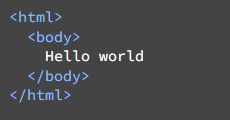 <html>
  <body>
    Hello world
  </body>
</html>